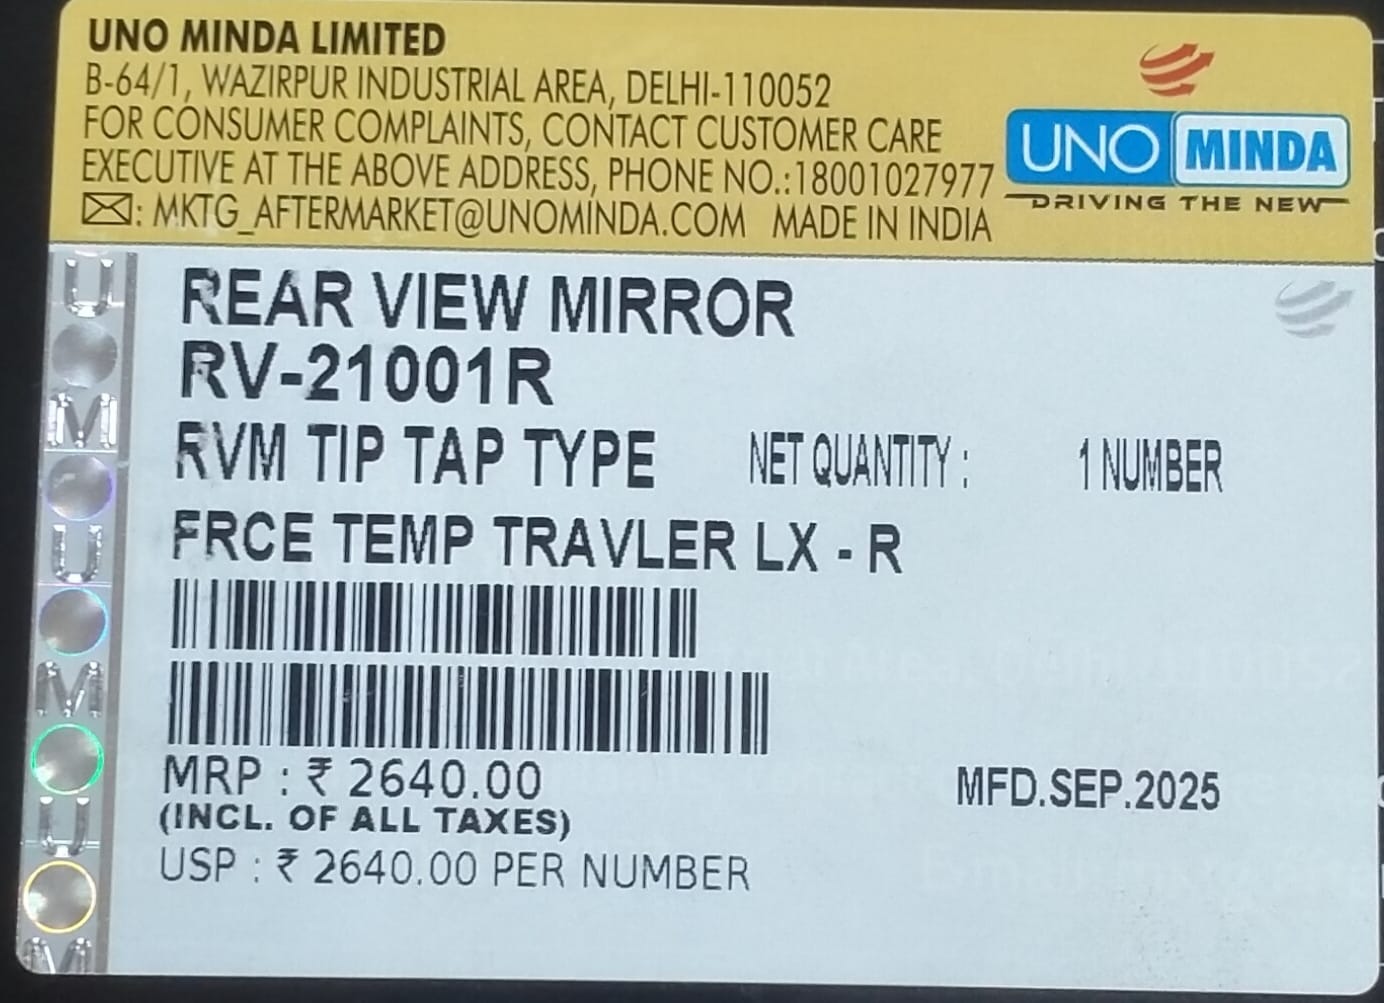 UNO MINDA LIMITED
B-64/1, WAZIRPUR INDUSTRIAL AREA, DELHI-110052
FOR CONSUMER COMPLAINTS, CONTACT CUSTOMER CARE
EXECUTIVE AT THE ABOVE ADDRESS, PHONE NO.:18001027977
✉: MKTG_AFTERMARKET@UNOMINDA.COM MADE IN INDIA
UNO MINDA
DRIVING THE NEW
REAR VIEW MIRROR
RV-21001R
RVM TIP TAP TYPE NET QUANTITY : 1 NUMBER
FRCE TEMP TRAVLER LX - R
MRP : ₹ 2640.00
(INCL. OF ALL TAXES)
MFD.SEP.2025
USP : ₹ 2640.00 PER NUMBER
U
M
U
M
U
M